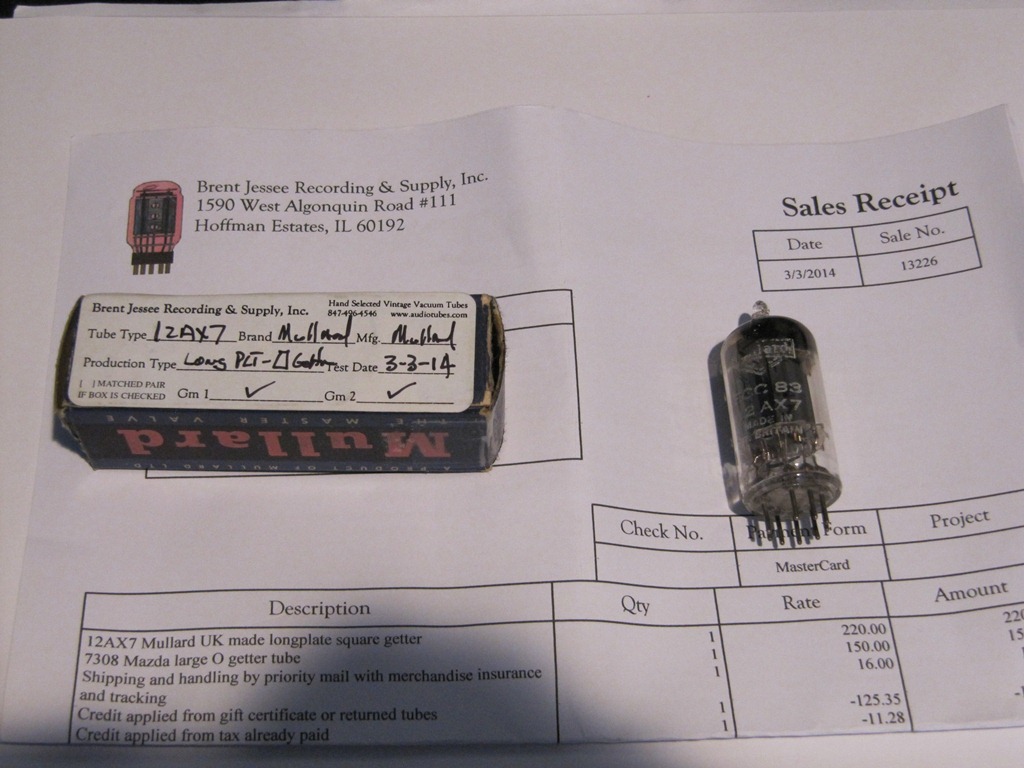 Brent Jessee Recording & Supply, Inc.
1590 West Algonquin Road #111
Hoffman Estates, IL 60192
Sales Receipt
Date Sale No.
3/3/2014 13226
Brent Jessee Recording & Supply, Inc. Hand Selected Vintage Vacuum Tubes
847-496-4546 www.audiotubes.com
Tube Type 12AX7 Brand Mullard Mfg. Mullard
Production Type Long PLT-□ Getter Test Date 3-3-14
[ ] MATCHED PAIR
IF BOX IS CHECKED Gm 1 ✓ Gm 2 ✓
Mullard
THE MASTER VALVE
A PRODUCT OF MULLARD LTD
83
AX7
MADE IN
BRITAIN
Check No. Payment Form Project
MasterCard
Description Qty Rate Amount
12AX7 Mullard UK made longplate square getter 1 220.00
7308 Mazda large O getter tube 1 150.00
Shipping and handling by priority mail with merchandise insurance 1 16.00
and tracking
Credit applied from gift certificate or returned tubes 1 -125.35
Credit applied from tax already paid 1 -11.28